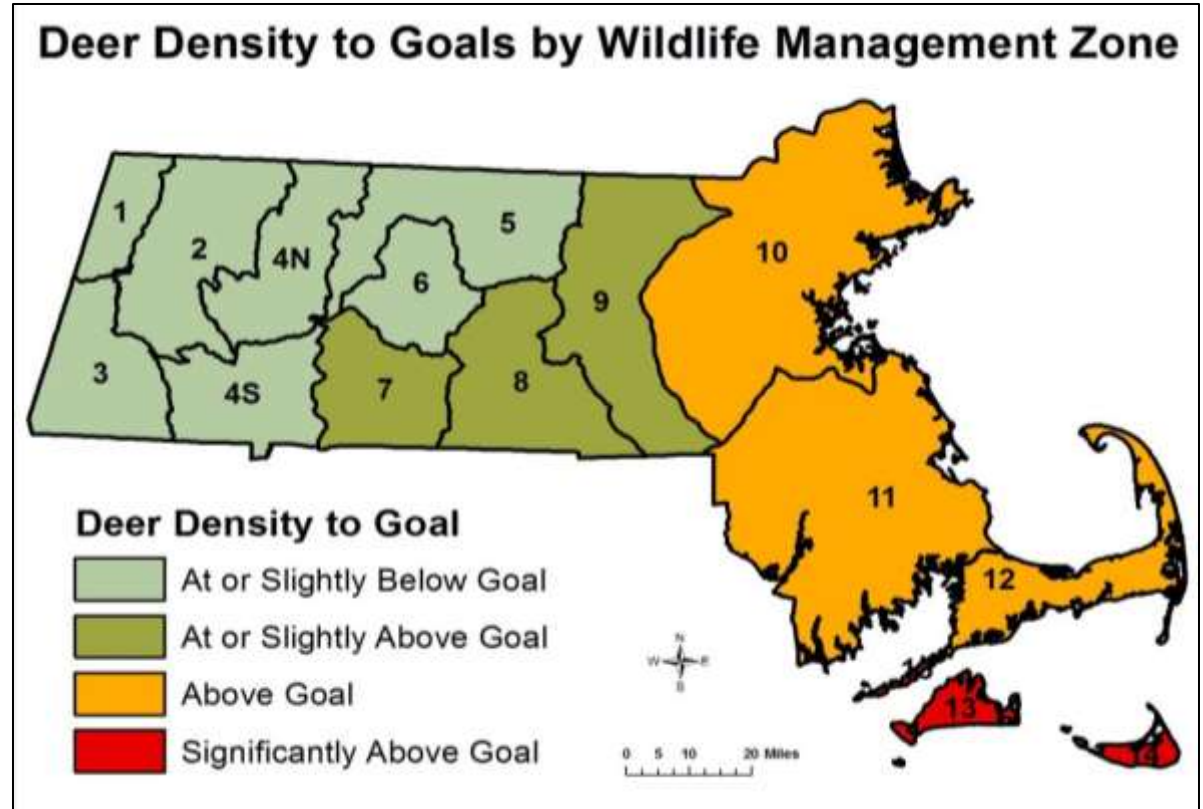 Deer Density to Goals by Wildlife Management Zone
1
2
4N
5
6
10
9
3
4S
7
8
11
12
13
Deer Density to Goal
At or Slightly Below Goal
At or Slightly Above Goal
Above Goal
Significantly Above Goal
N
W E
S
0 5 10 20 Miles